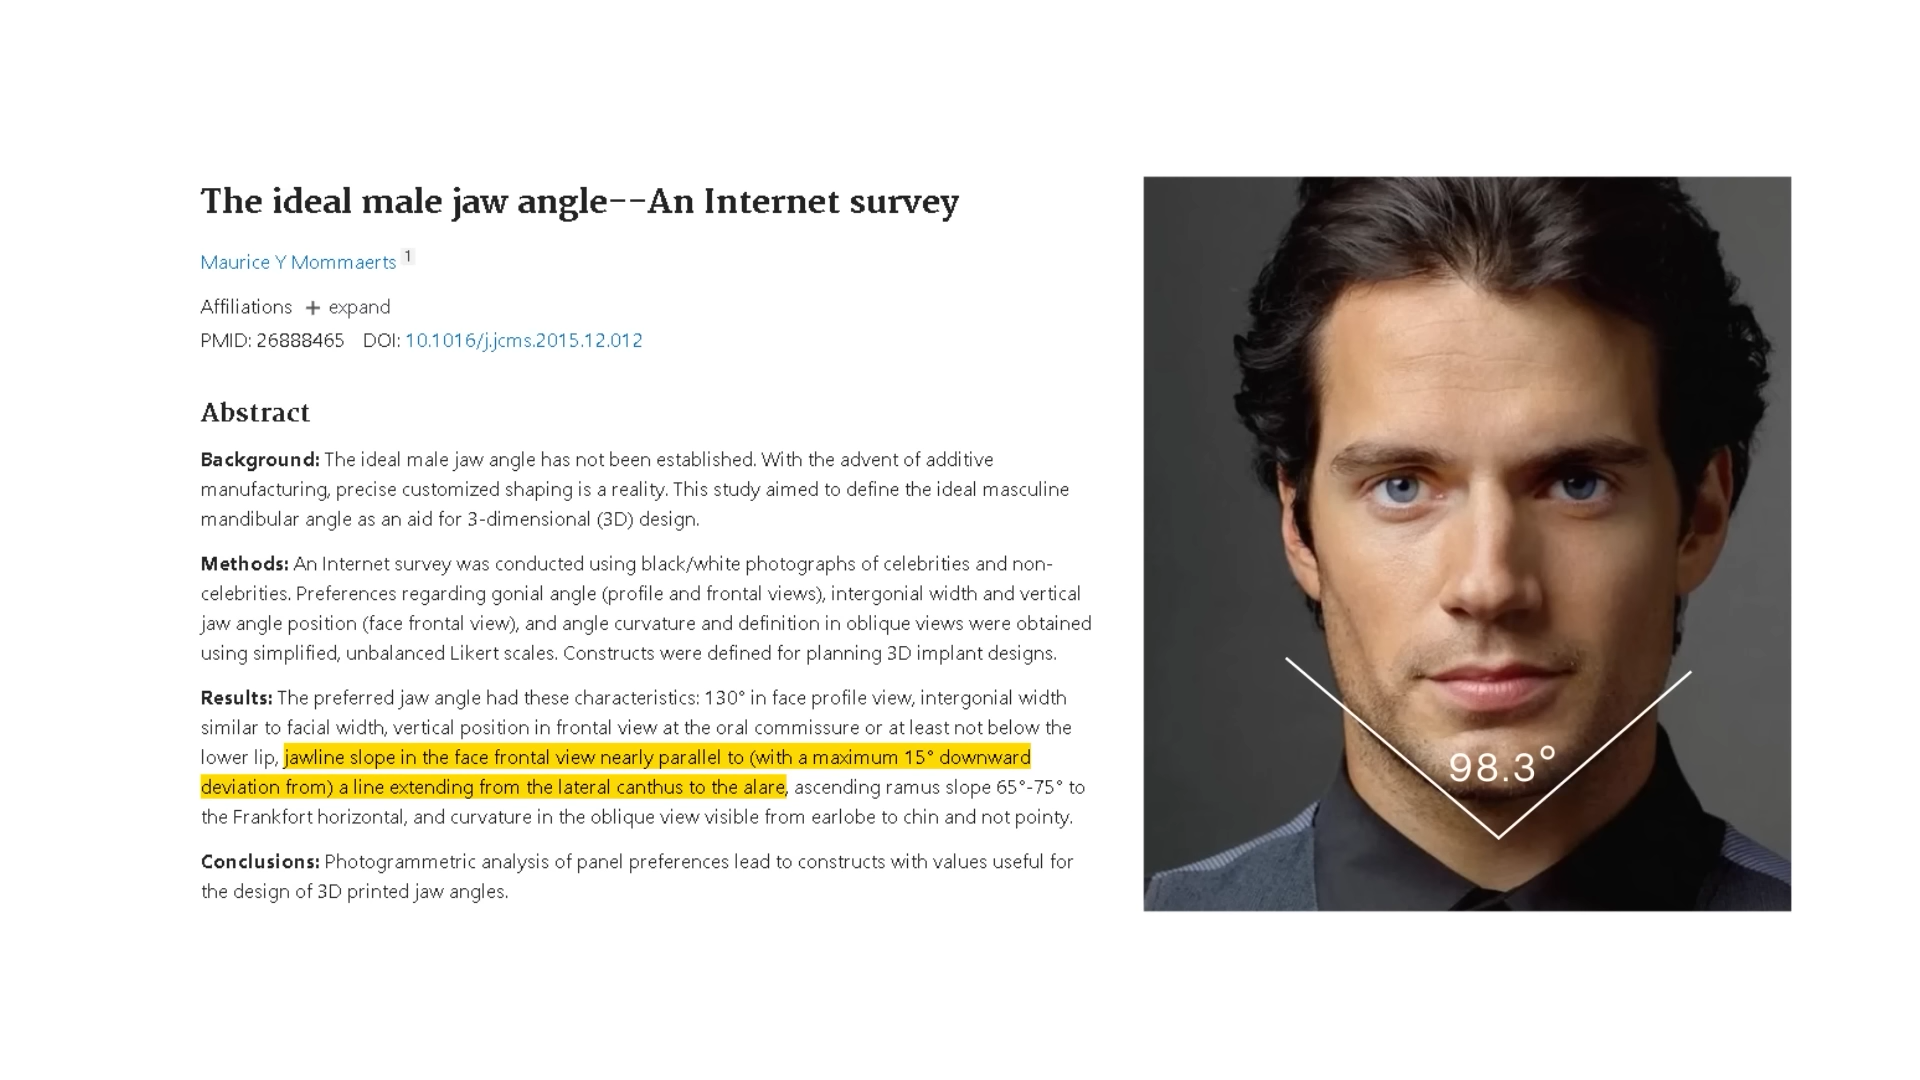 The ideal male jaw angle--An Internet survey
Maurice Y Mommaerts 1
Affiliations + expand
PMID: 26888465 DOI: 10.1016/j.jcms.2015.12.012
Abstract
Background: The ideal male jaw angle has not been established. With the advent of additive
manufacturing, precise customized shaping is a reality. This study aimed to define the ideal masculine
mandibular angle as an aid for 3-dimensional (3D) design.
Methods: An Internet survey was conducted using black/white photographs of celebrities and non-
celebrities. Preferences regarding gonial angle (profile and frontal views), intergonial width and vertical
jaw angle position (face frontal view), and angle curvature and definition in oblique views were obtained
using simplified, unbalanced Likert scales. Constructs were defined for planning 3D implant designs.
Results: The preferred jaw angle had these characteristics: 130° in face profile view, intergonial width
similar to facial width, vertical position in frontal view at the oral commissure or at least not below the
lower lip, jawline slope in the face frontal view nearly parallel to (with a maximum 15° downward
deviation from) a line extending from the lateral canthus to the alare, ascending ramus slope 65°-75° to
the Frankfort horizontal, and curvature in the oblique view visible from earlobe to chin and not pointy.
Conclusions: Photogrammetric analysis of panel preferences lead to constructs with values useful for
the design of 3D printed jaw angles.
98.3°